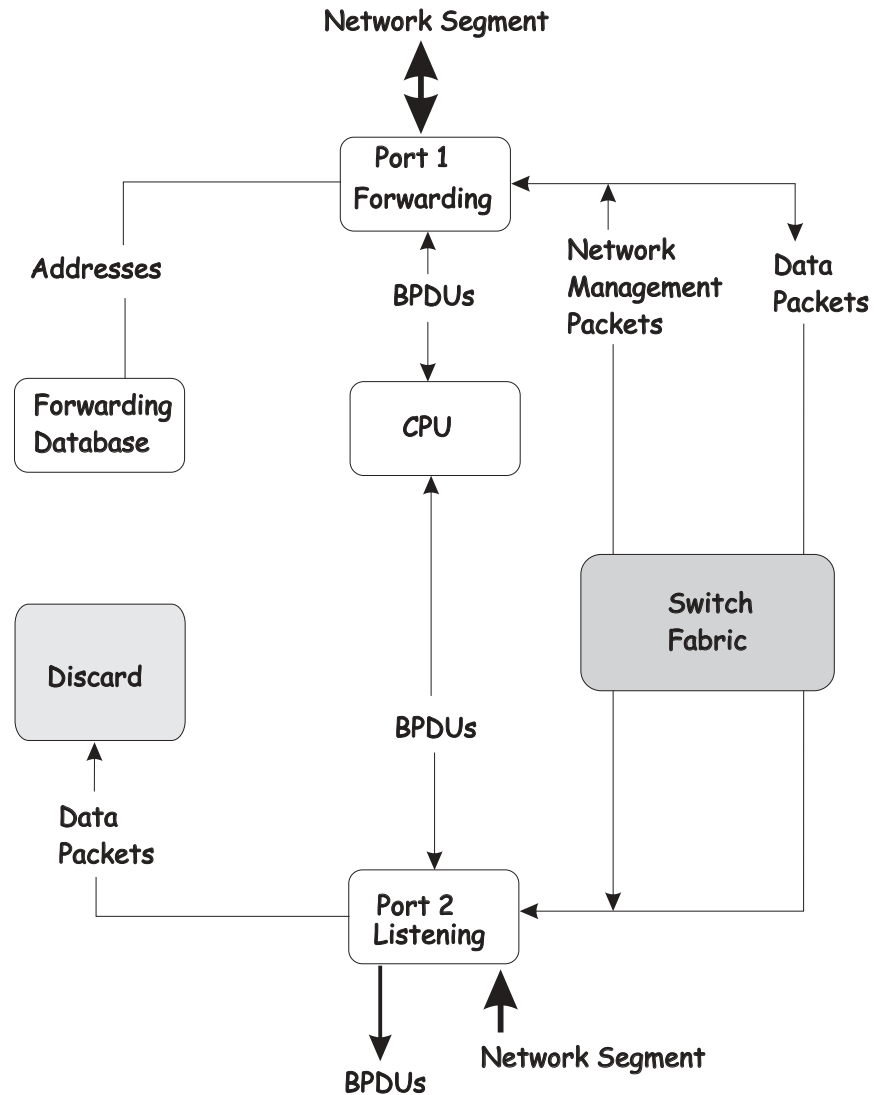 Network Segment
Port 1
Forwarding
Addresses
BPDUs
Network
Management
Packets
Data
Packets
Forwarding
Database
CPU
Switch
Fabric
Discard
BPDUs
Data
Packets
Port 2
Listening
Network Segment
BPDUs